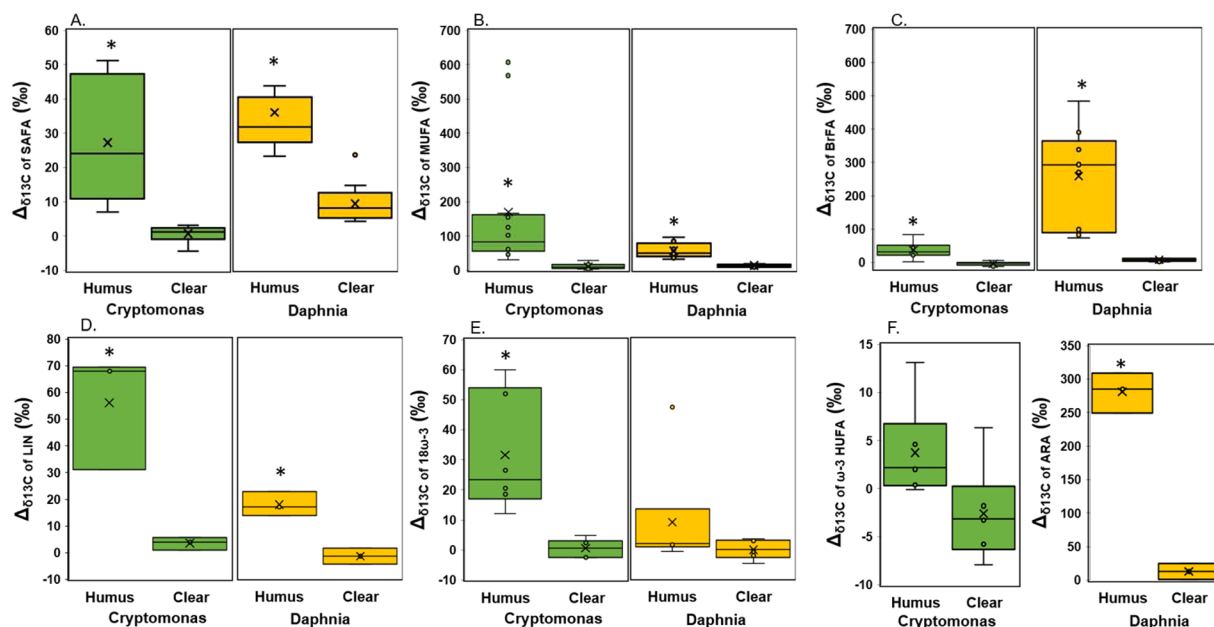 A.
Δδ13C of SAFA (‰)
60
50
40
30
20
10
0
-10
* *
Humus Clear Humus Clear
Cryptomonas Daphnia
B.
Δδ13C of MUFA (‰)
700
600
500
400
300
200
100
0
* *
Humus Clear Humus Clear
Cryptomonas Daphnia
C.
Δδ13C of BrFA (‰)
700
600
500
400
300
200
100
0
* *
Humus Clear Humus Clear
Cryptomonas Daphnia
D.
Δδ13C of LIN (‰)
80
70
60
50
40
30
20
10
0
-10
* *
Humus Clear Humus Clear
Cryptomonas Daphnia
E.
Δδ13C of 18ω-3 (‰)
70
60
50
40
30
20
10
0
-10
*
Humus Clear Humus Clear
Cryptomonas Daphnia
F.
Δδ13C of ω-3 HUFA (‰)
15
10
5
0
-5
-10
Humus Clear
Cryptomonas
Δδ13C of ARA (‰)
350
300
250
200
150
100
50
0
*
Humus Clear
Daphnia